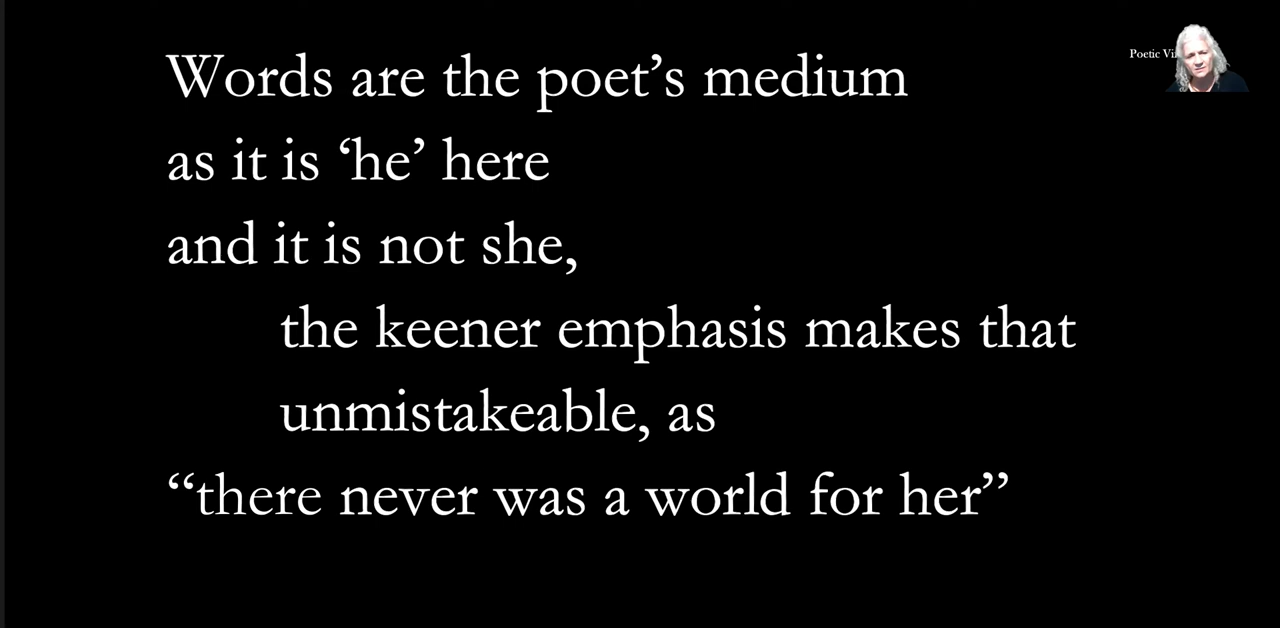 Words are the poet’s medium
as it is ‘he’ here
and it is not she,
the keener emphasis makes that
unmistakeable, as
“there never was a world for her”
Poetic